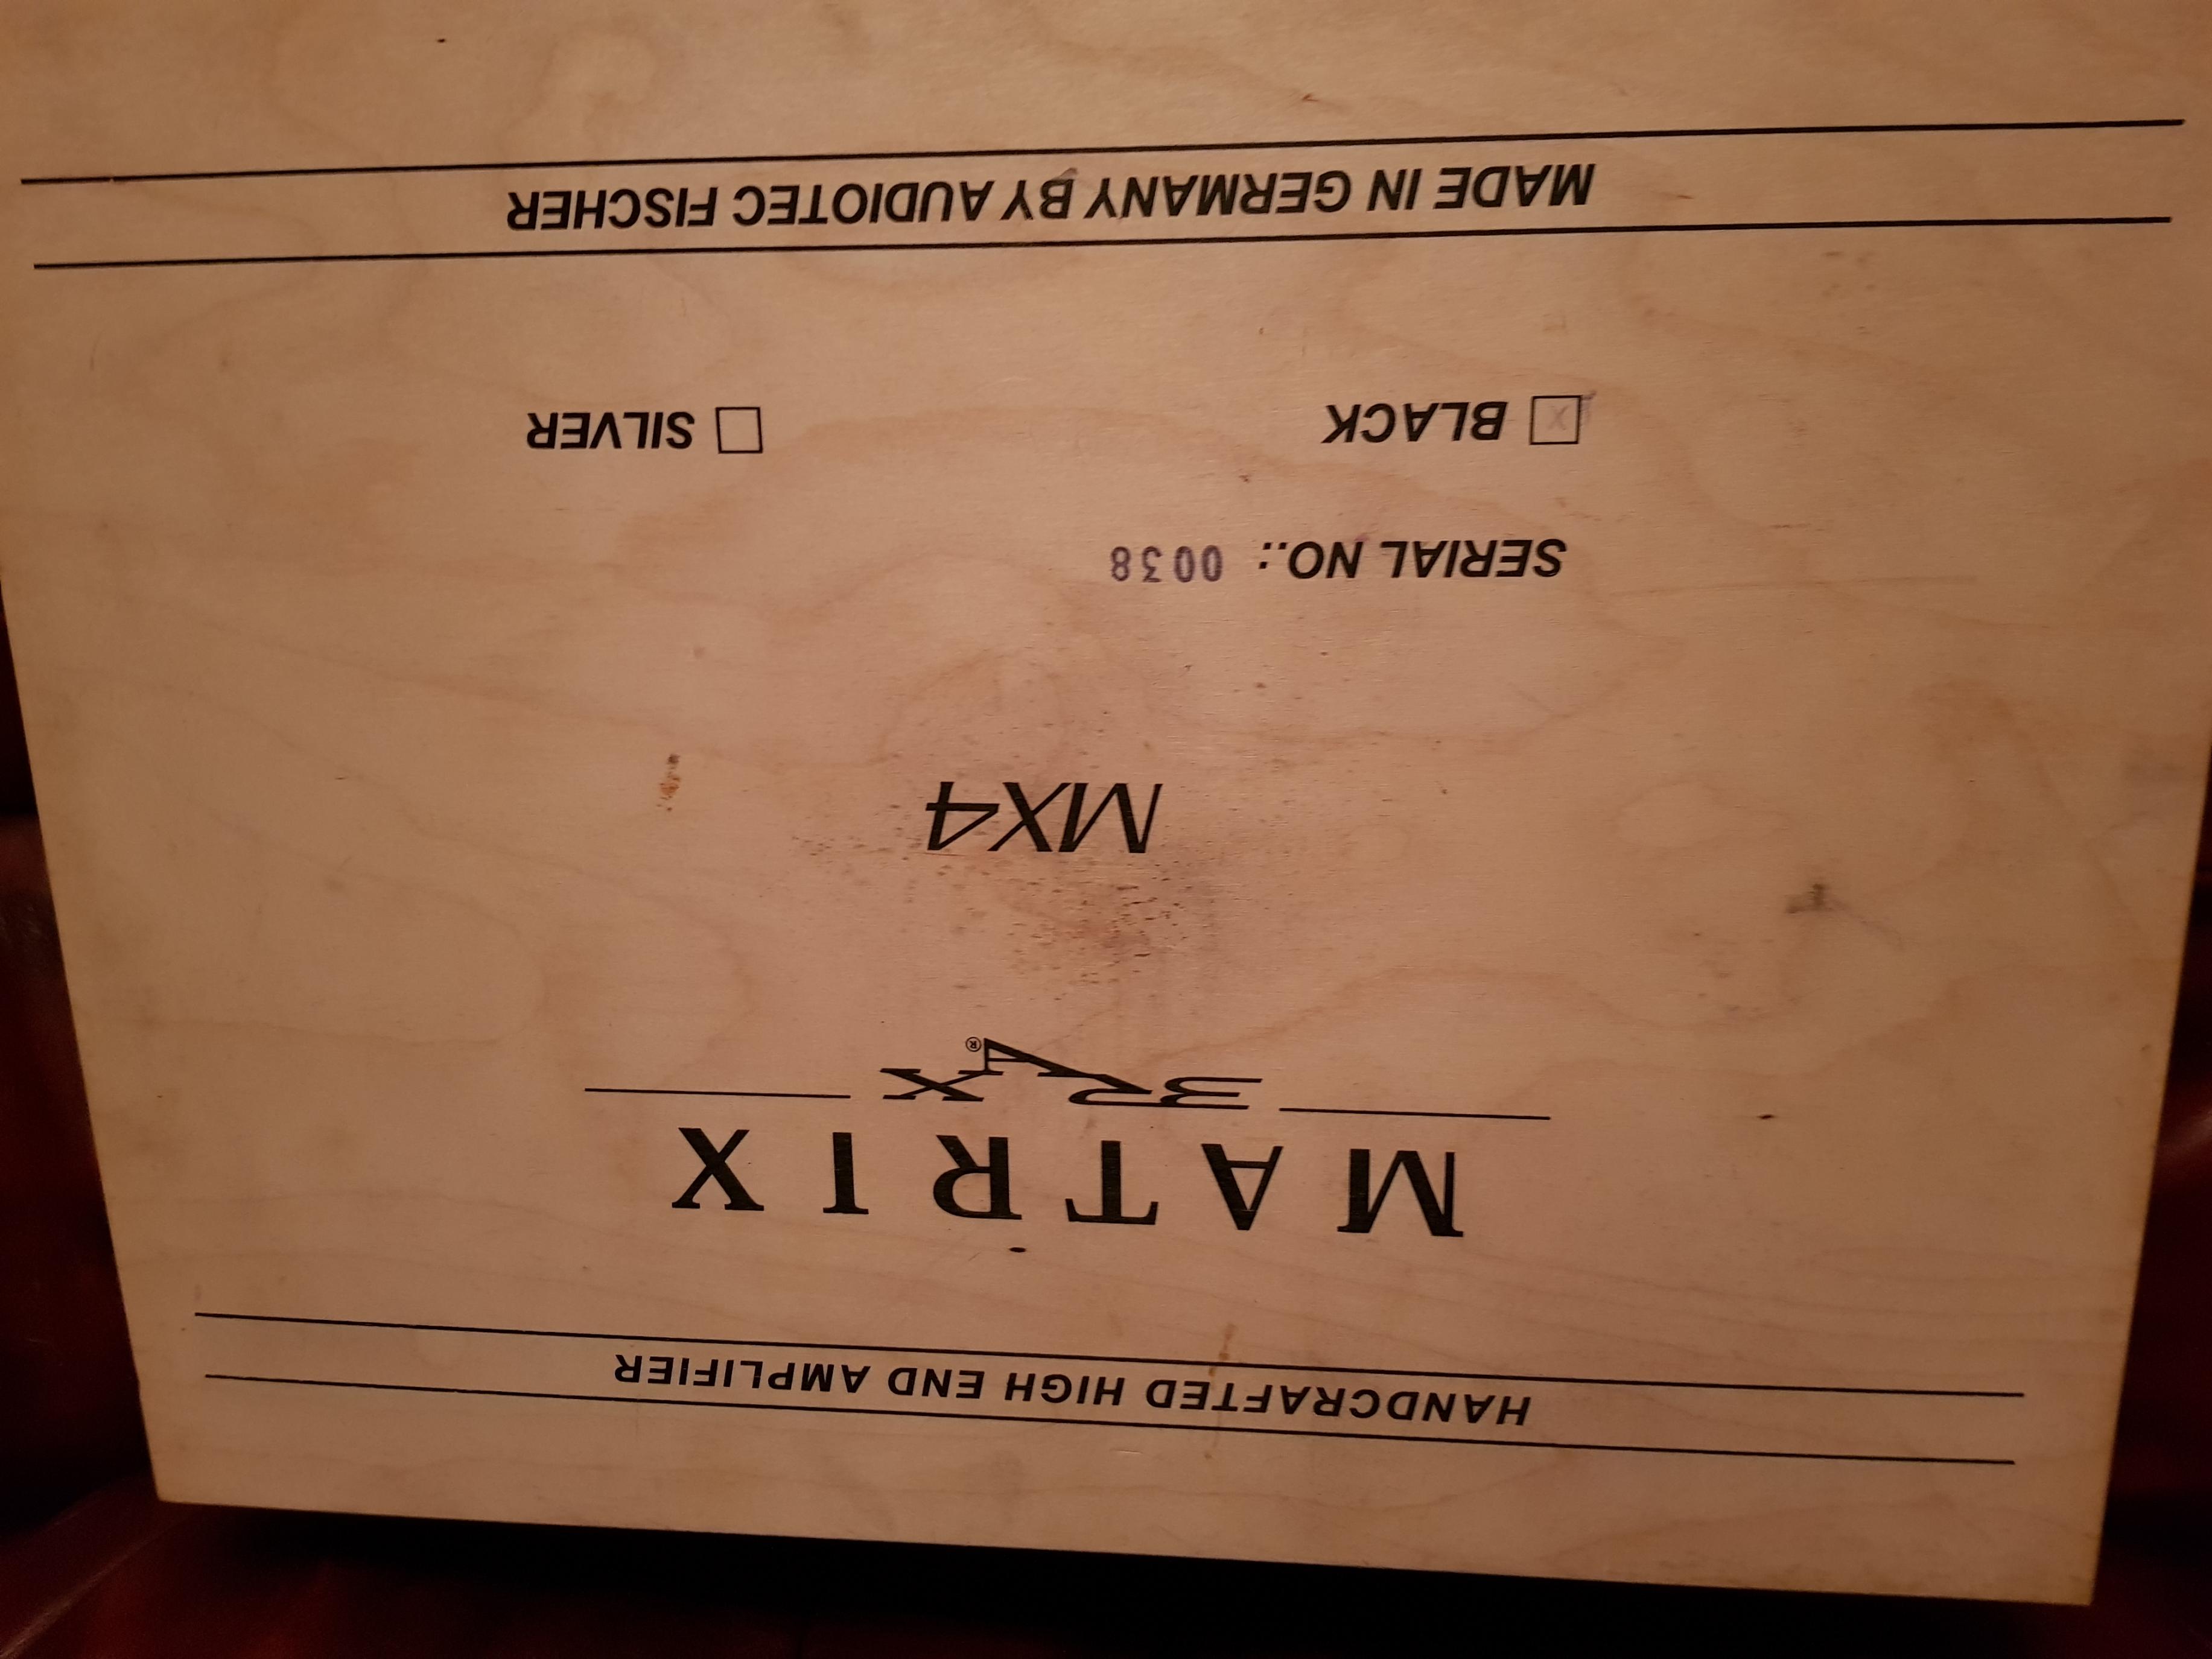 HANDCRAFTED HIGH END AMPLIFIER
MATRIX
BRAX®
MX4
SERIAL NO.: 0038
☒ BLACK ☐ SILVER
MADE IN GERMANY BY AUDIOTEC FISCHER